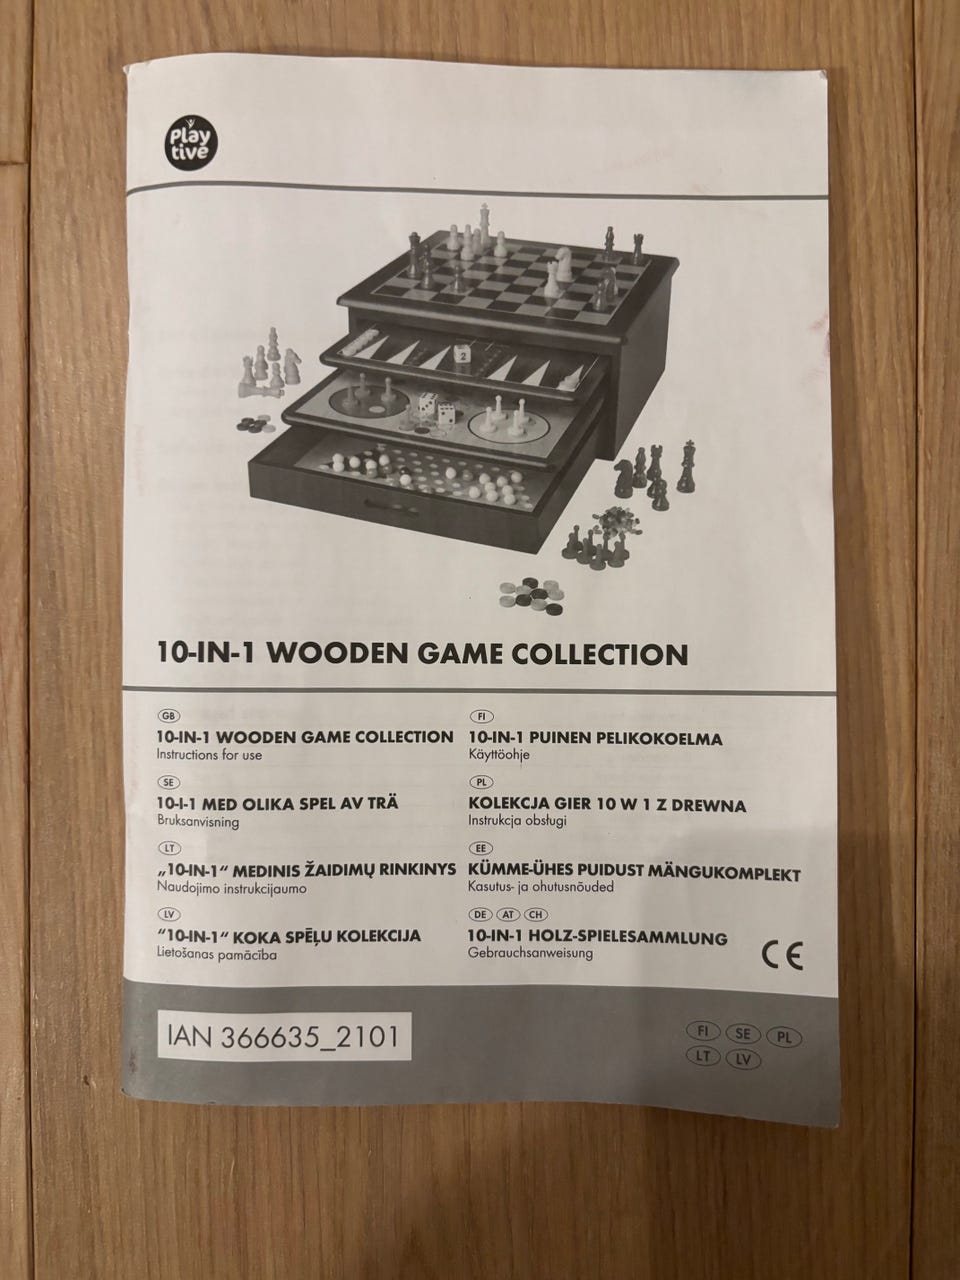 Play
tive
2
10-IN-1 WOODEN GAME COLLECTION
GB
10-IN-1 WOODEN GAME COLLECTION
Instructions for use
FI
10-IN-1 PUINEN PELIKOKOELMA
Käyttöohje
SE
10-I-1 MED OLIKA SPEL AV TRÄ
Bruksanvisning
PL
KOLEKCJA GIER 10 W 1 Z DREWNA
Instrukcja obsługi
LT
„10-IN-1“ MEDINIS ŽAIDIMŲ RINKINYS
Naudojimo instrukcijaumo
EE
KÜMME-ÜHES PUIDUST MÄNGUKOMPLEKT
Kasutus- ja ohutusnõuded
LV
“10-IN-1“ KOKA SPĒĻU KOLEKCIJA
Lietošanas pamācība
DE AT CH
10-IN-1 HOLZ-SPIELESAMMLUNG
Gebrauchsanweisung
CE
IAN 366635_2101
FI SE PL
LT LV